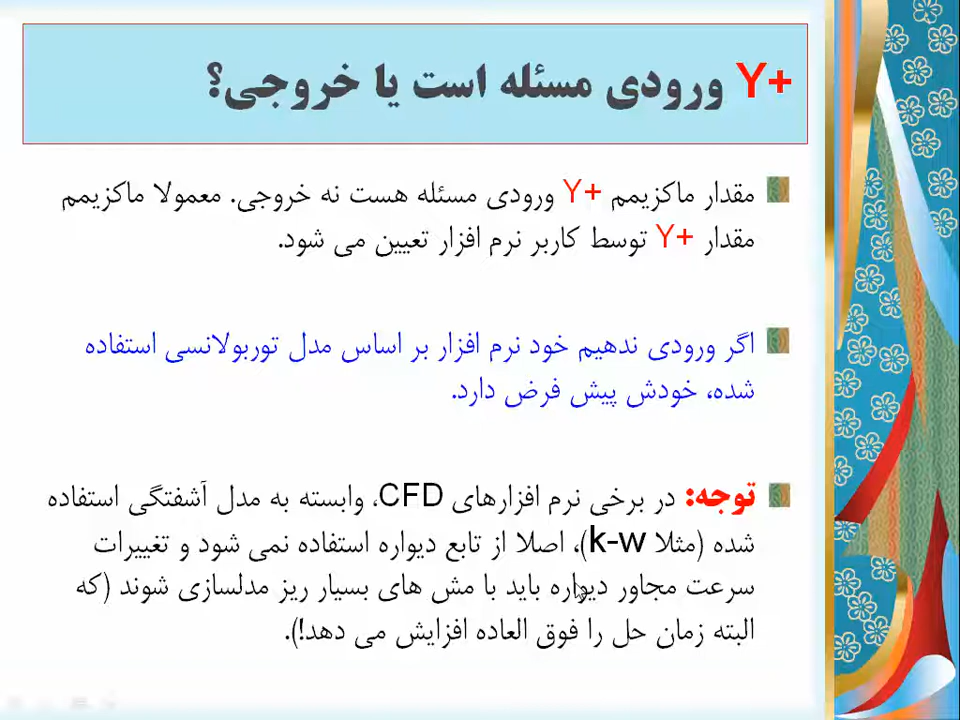 Y+ ورودی مسئله است یا خروجی؟
مقدار ماکزیمم Y+ ورودی مسئله هست نه خروجی. معمولا ماکزیمم
مقدار Y+ توسط کاربر نرم افزار تعیین می شود.
اگر ورودی ندهیم خود نرم افزار بر اساس مدل توربولانسی استفاده
شده، خودش پیش فرض دارد.
توجه: در برخی نرم افزارهای CFD، وابسته به مدل آشفتگی استفاده
شده (مثلا k-w)، اصلا از تابع دیواره استفاده نمی شود و تغییرات
سرعت مجاور دیواره باید با مش های بسیار ریز مدلسازی شوند (که
البته زمان حل را فوق العاده افزایش می دهد!).